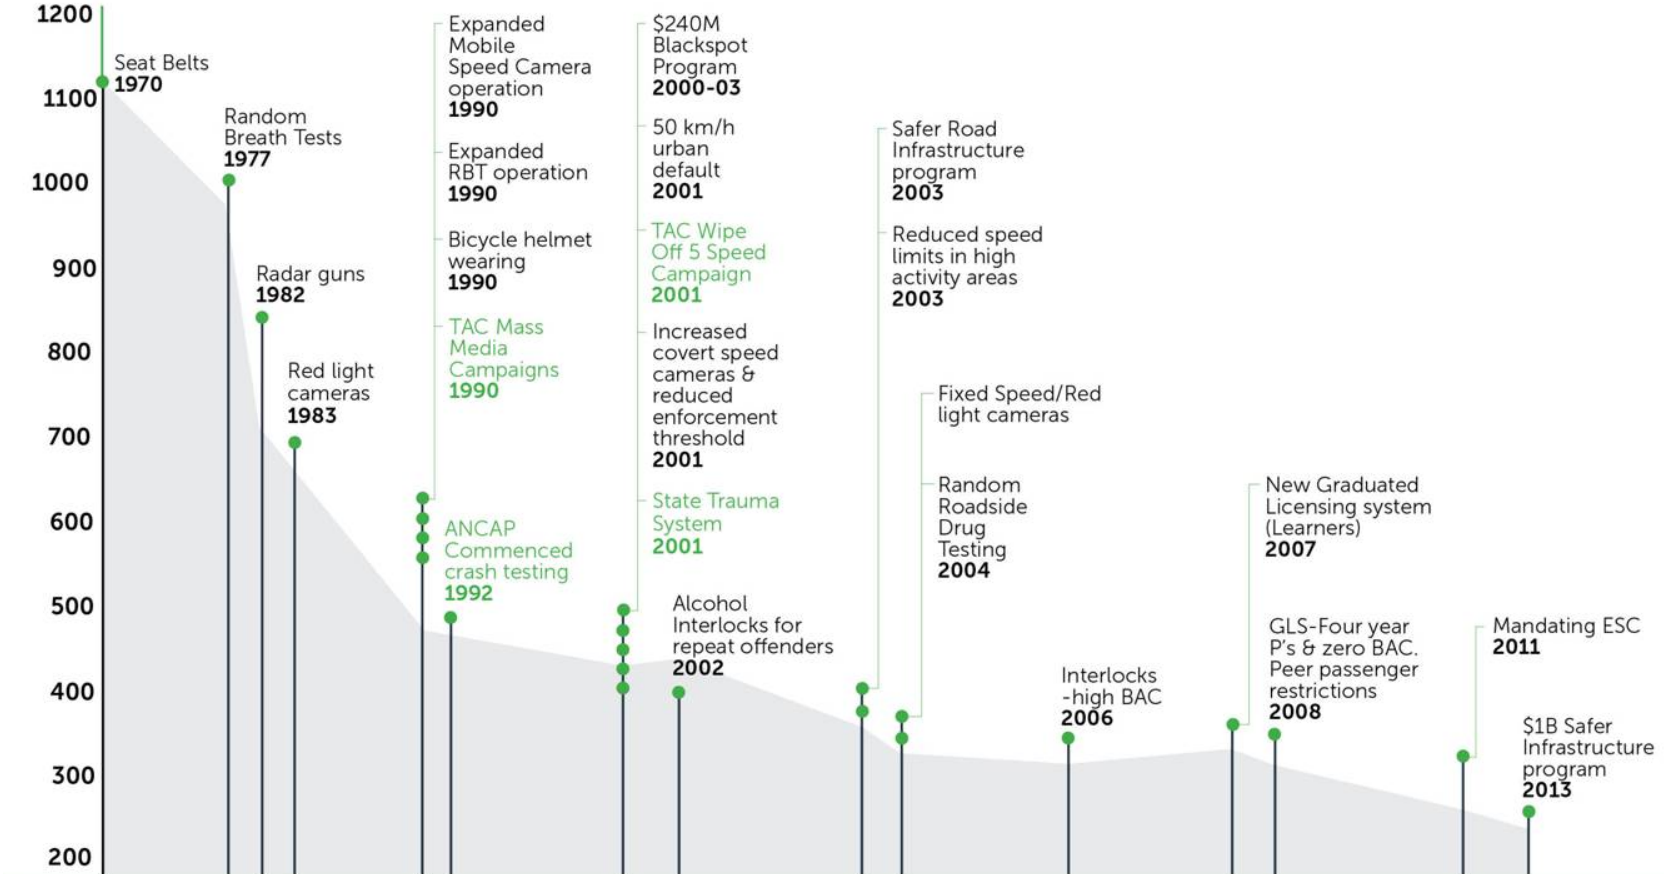 1200
1100
1000
900
800
700
600
500
400
300
200
Seat Belts
1970
Random
Breath Tests
1977
Radar guns
1982
Red light
cameras
1983
Expanded
Mobile
Speed Camera
operation
1990
Expanded
RBT operation
1990
Bicycle helmet
wearing
1990
TAC Mass
Media
Campaigns
1990
ANCAP
Commenced
crash testing
1992
$240M
Blackspot
Program
2000-03
50 km/h
urban
default
2001
TAC Wipe
Off 5 Speed
Campaign
2001
Increased
covert speed
cameras &
reduced
enforcement
threshold
2001
State Trauma
System
2001
Alcohol
Interlocks for
repeat offenders
2002
Safer Road
Infrastructure
program
2003
Reduced speed
limits in high
activity areas
2003
Fixed Speed/Red
light cameras
Random
Roadside
Drug
Testing
2004
Interlocks
-high BAC
2006
New Graduated
Licensing system
(Learners)
2007
GLS-Four year
P's & zero BAC.
Peer passenger
restrictions
2008
Mandating ESC
2011
$1B Safer
Infrastructure
program
2013